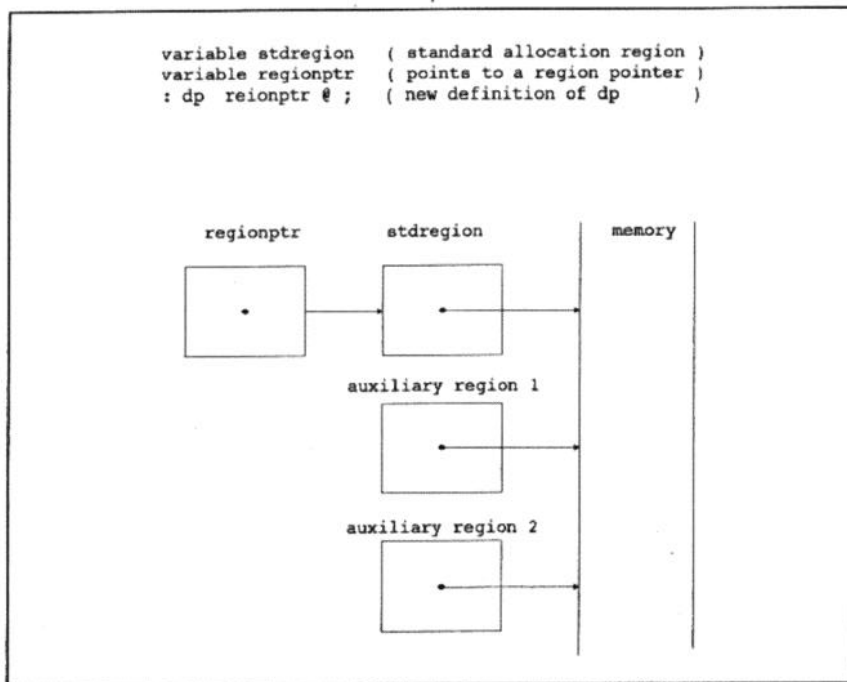 variable stdregion ( standard allocation region )
variable regionptr ( points to a region pointer )
: dp reionptr @ ; ( new definition of dp )
regionptr stdregion memory
auxiliary region 1
auxiliary region 2